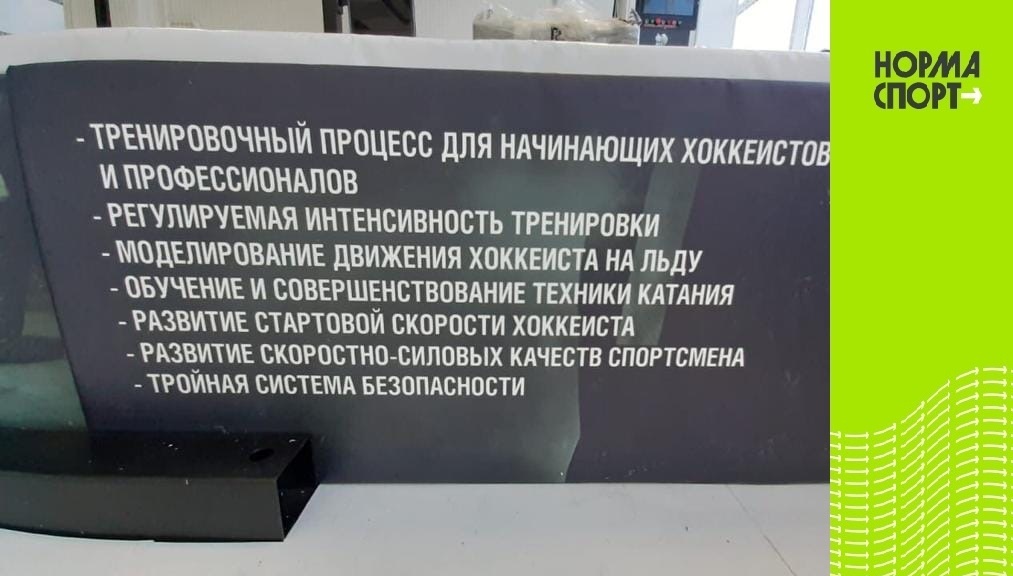 - ТРЕНИРОВОЧНЫЙ ПРОЦЕСС ДЛЯ НАЧИНАЮЩИХ ХОККЕИСТОВ
И ПРОФЕССИОНАЛОВ
- РЕГУЛИРУЕМАЯ ИНТЕНСИВНОСТЬ ТРЕНИРОВКИ
- МОДЕЛИРОВАНИЕ ДВИЖЕНИЯ ХОККЕИСТА НА ЛЬДУ
- ОБУЧЕНИЕ И СОВЕРШЕНСТВОВАНИЕ ТЕХНИКИ КАТАНИЯ
- РАЗВИТИЕ СТАРТОВОЙ СКОРОСТИ ХОККЕИСТА
- РАЗВИТИЕ СКОРОСТНО-СИЛОВЫХ КАЧЕСТВ СПОРТСМЕНА
- ТРОЙНАЯ СИСТЕМА БЕЗОПАСНОСТИ
НОРМА
СПОРТ